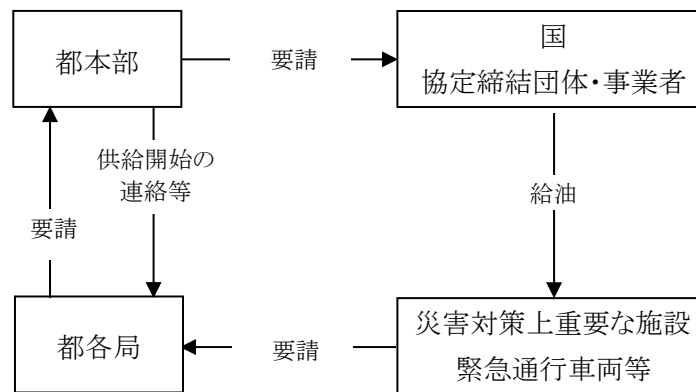 都本部
要請
国
協定締結団体・事業者
供給開始の
連絡等
要請
給油
都各局
要請
災害対策上重要な施設
緊急通行車両等